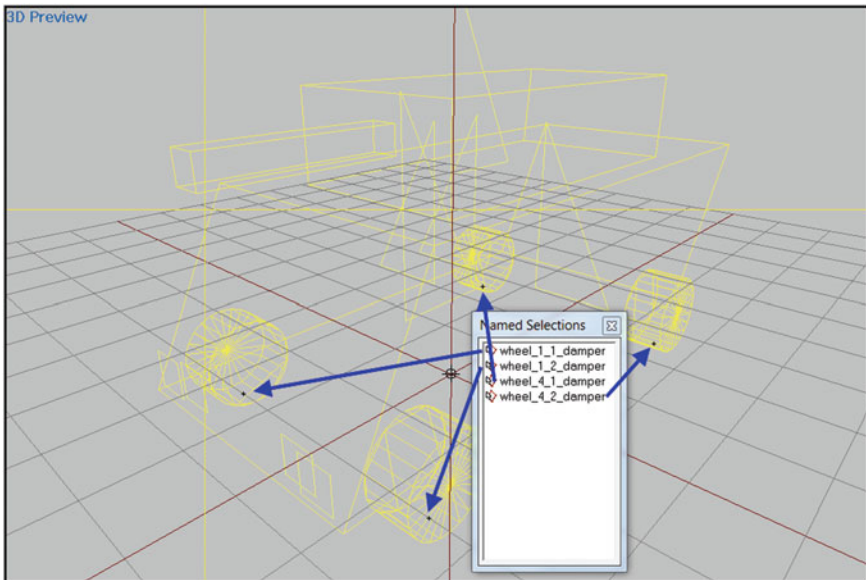 3D Preview
Named Selections
wheel_1_1_damper
wheel_1_2_damper
wheel_4_1_damper
wheel_4_2_damper